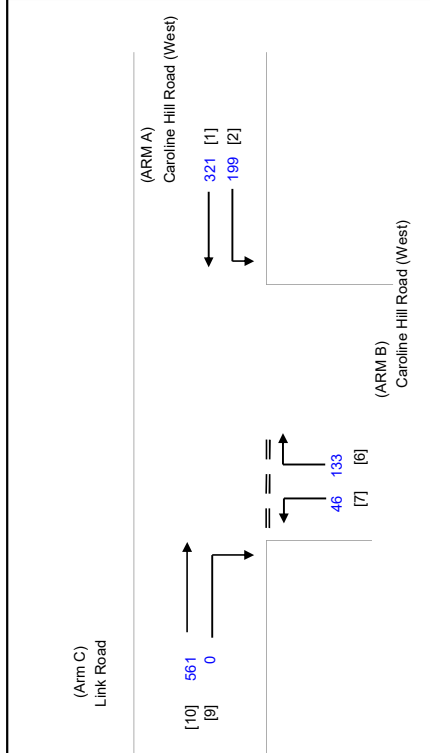 (ARM A)
Caroline Hill Road (West)
321 [1]
199 [2]
(Arm C)
Link Road
[10] 561
[9] 0
46 133
[7] [6]
(ARM B)
Caroline Hill Road (West)